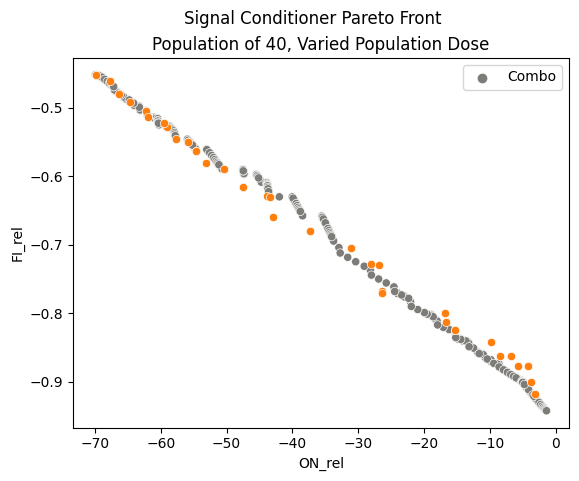 Signal Conditioner Pareto Front
Population of 40, Varied Population Dose
Combo
FI_rel
−0.5
−0.6
−0.7
−0.8
−0.9
−70
−60
−50
−40
−30
−20
−10
0
ON_rel